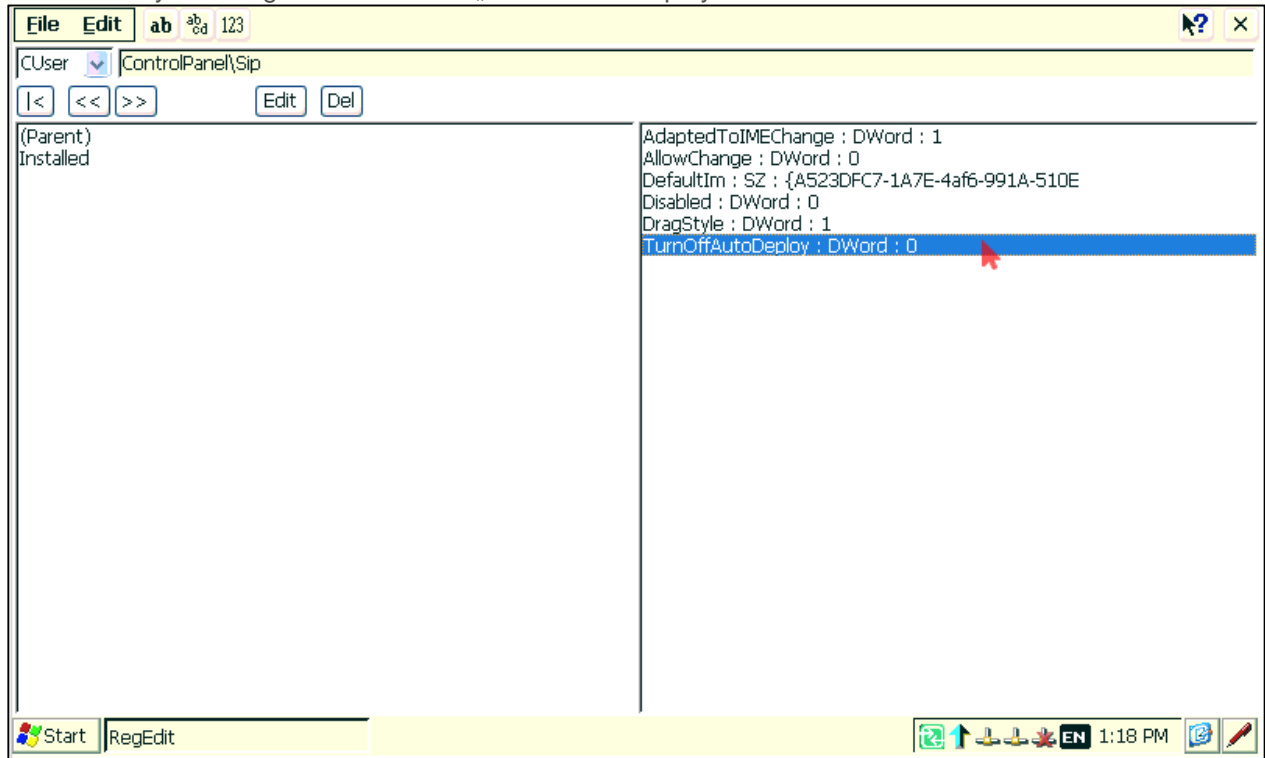 File Edit ab ab cd 123 ?
CUser ControlPanel\Sip
|< << >> Edit Del
(Parent)
Installed
AdaptedToIMEChange : DWord : 1
AllowChange : DWord : 0
DefaultIm : SZ : {A523DFC7-1A7E-4af6-991A-510E
Disabled : DWord : 0
DragStyle : DWord : 1
TurnOffAutoDeploy : DWord : 0
Start RegEdit EN 1:18 PM